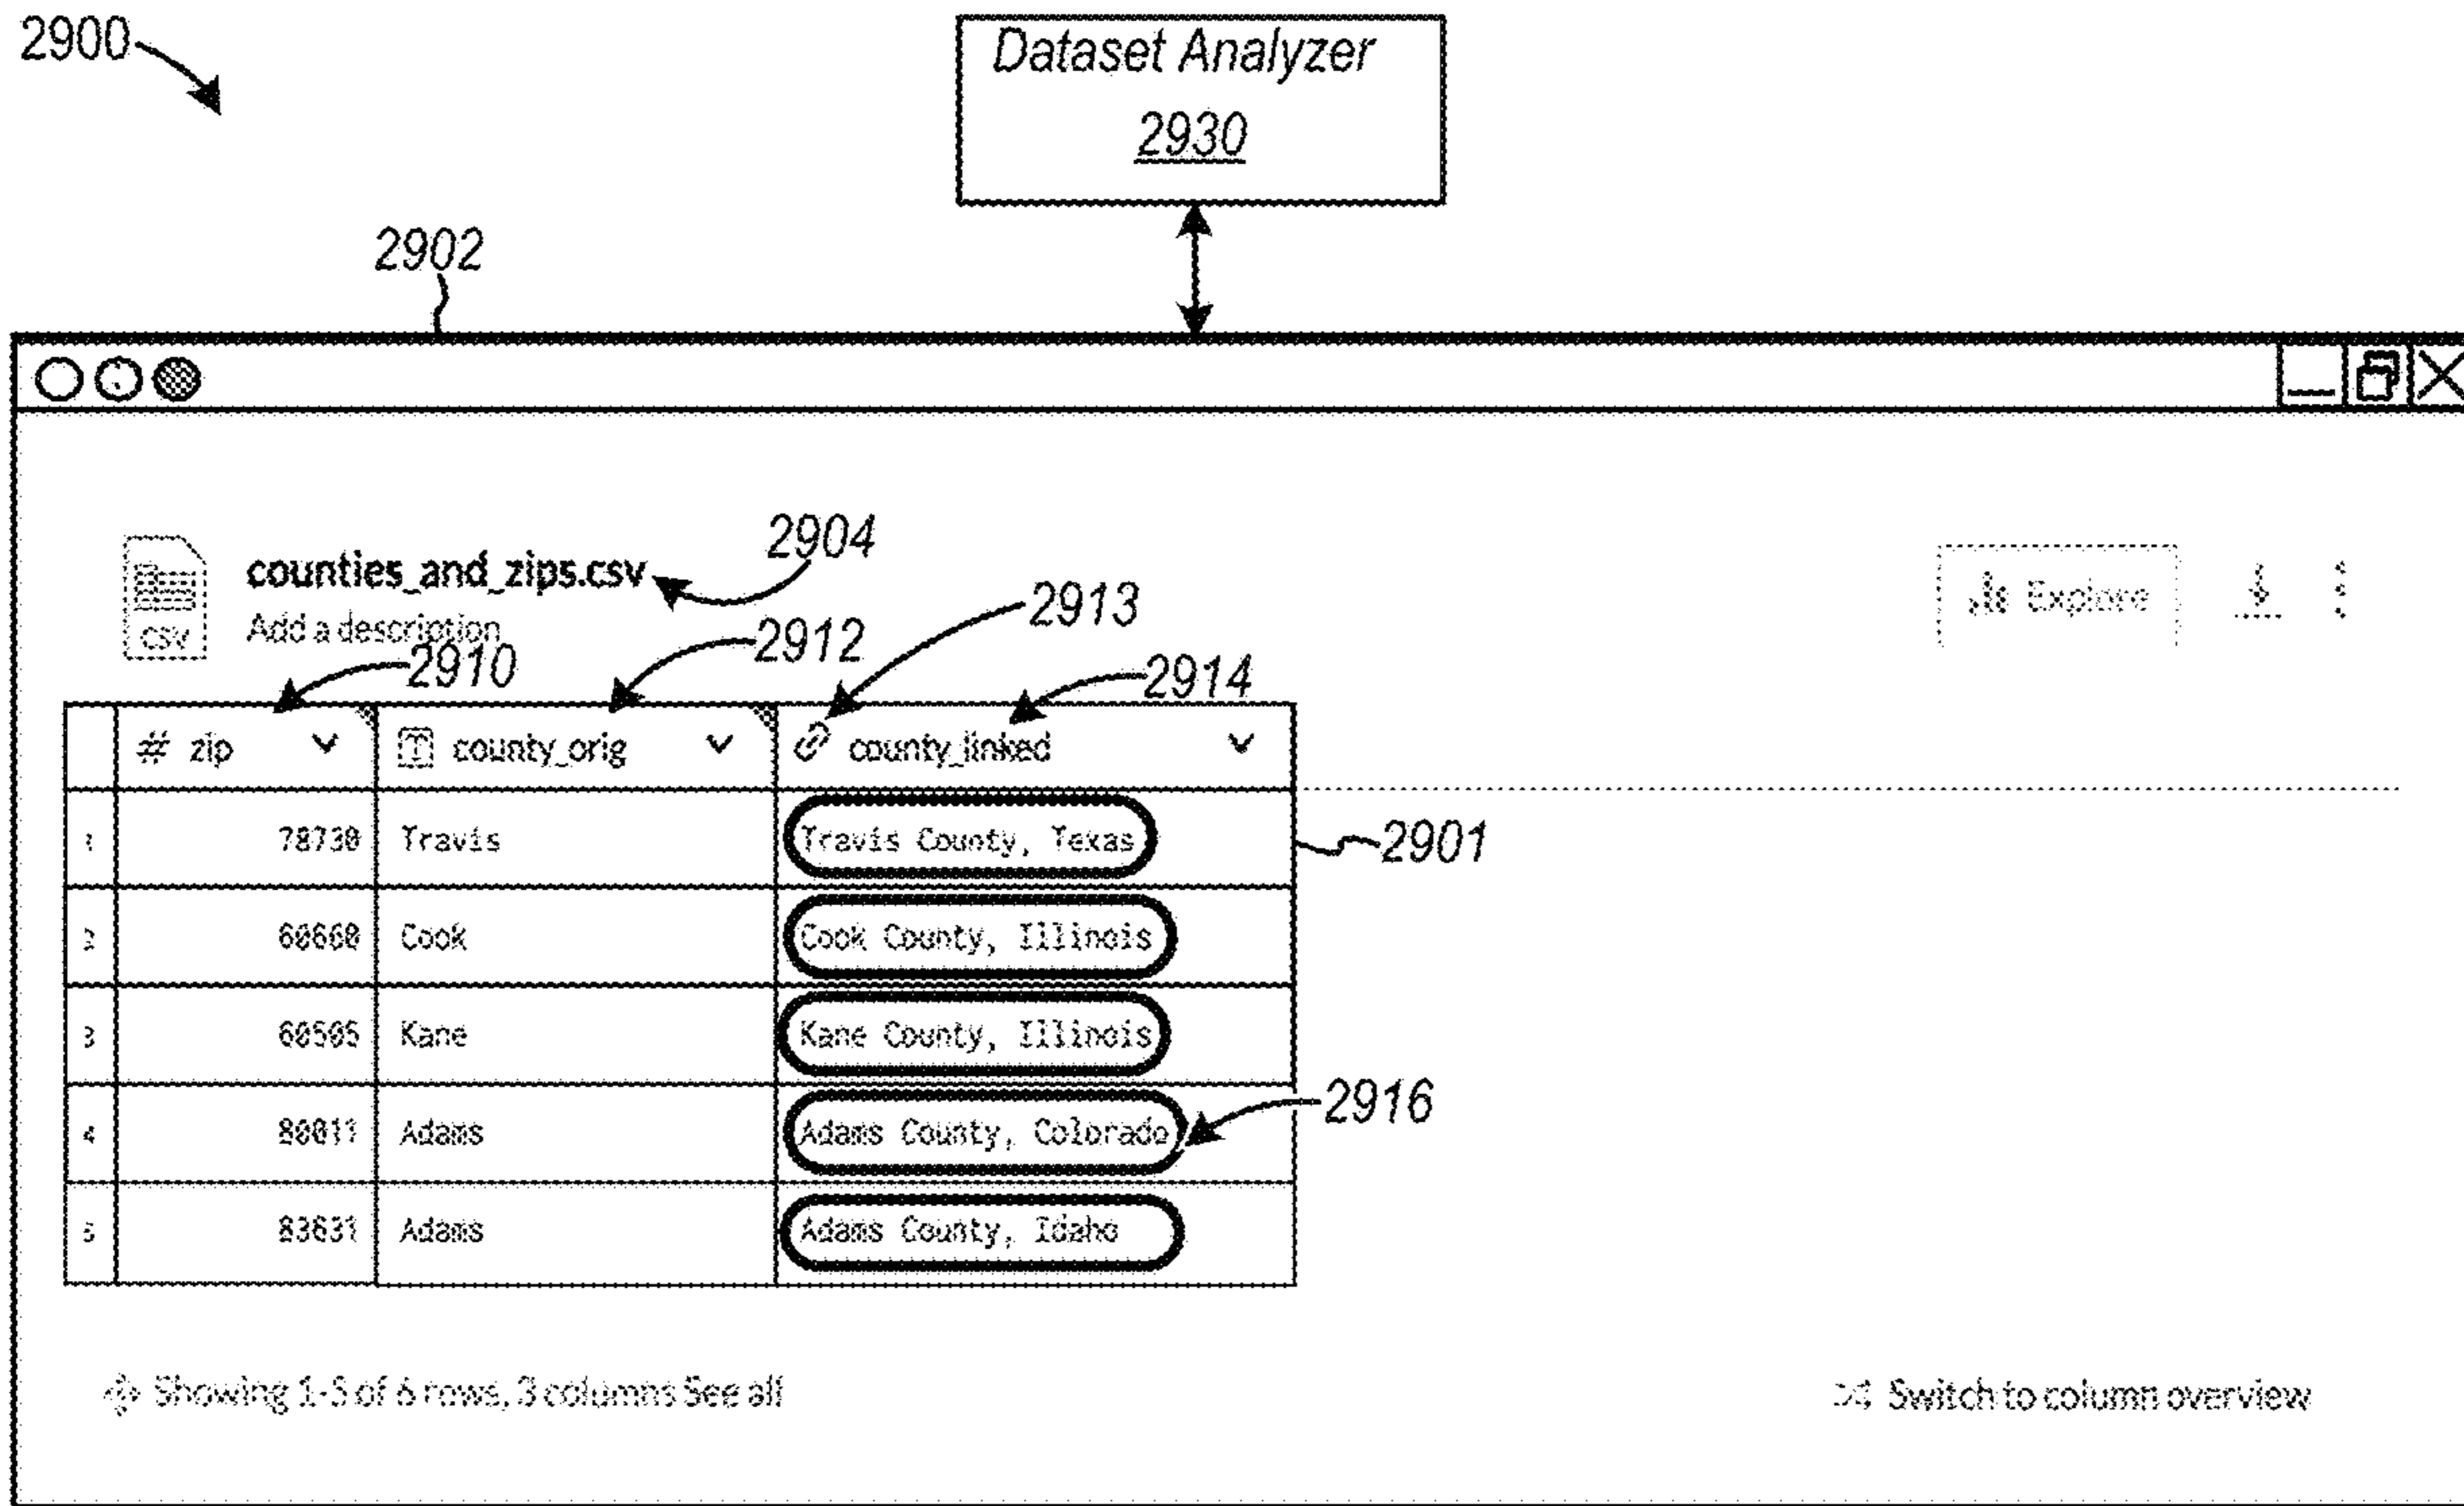 2900
Dataset Analyzer
2930
2902
counties_and_zips.csv
2904
2913
Explore
CSV
Add a description
2910
2912
2914
# zip county_orig county_linked
1 78730 Travis Travis County, Texas
2901
2 60660 Cook Cook County, Illinois
3 60505 Kane Kane County, Illinois
2916
4 80011 Adams Adams County, Colorado
5 83631 Adams Adams County, Idaho
Showing 1-5 of 6 rows, 3 columns See all
Switch to column overview